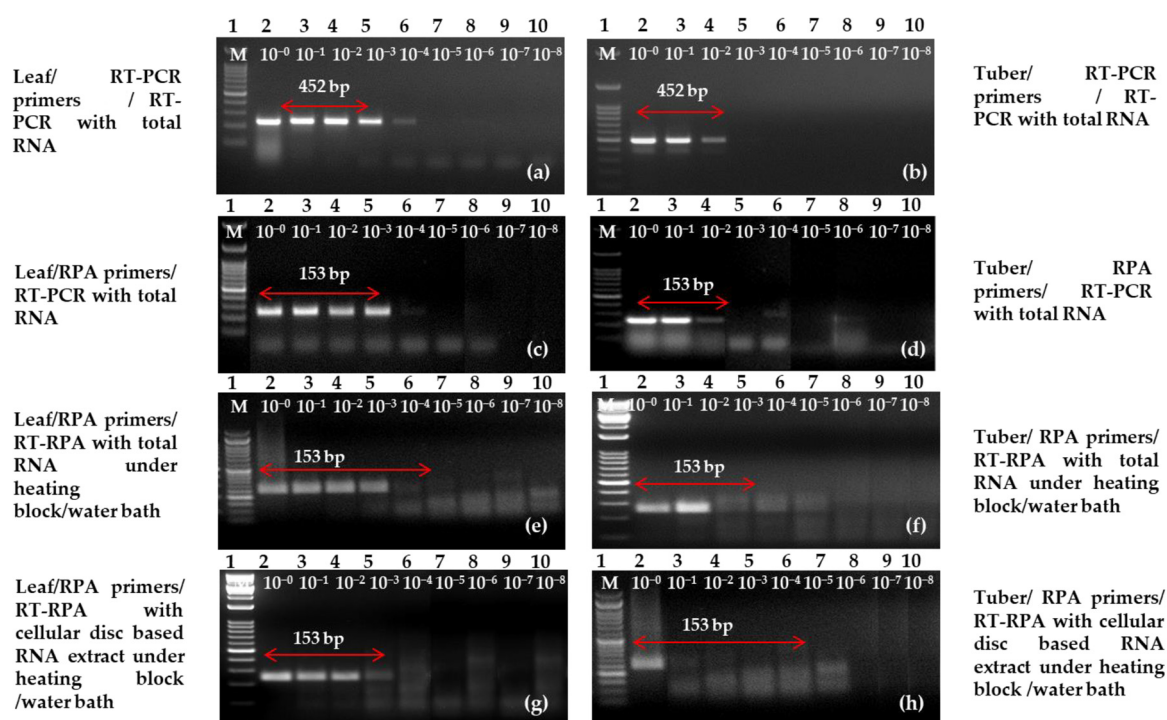 1 2 3 4 5 6 7 8 9 10
M 10⁻⁰ 10⁻¹ 10⁻² 10⁻³ 10⁻⁴ 10⁻⁵ 10⁻⁶ 10⁻⁷ 10⁻⁸
Leaf/ RT-PCR
primers / RT-
PCR with total
RNA
452 bp
(a)
1 2 3 4 5 6 7 8 9 10
M 10⁻⁰ 10⁻¹ 10⁻² 10⁻³ 10⁻⁴ 10⁻⁵ 10⁻⁶ 10⁻⁷ 10⁻⁸
452 bp
(b)
Tuber/ RT-PCR
primers / RT-
PCR with total RNA
1 2 3 4 5 6 7 8 9 10
M 10⁻⁰ 10⁻¹ 10⁻² 10⁻³ 10⁻⁴ 10⁻⁵ 10⁻⁶ 10⁻⁷ 10⁻⁸
Leaf/RPA primers/
RT-PCR with total
RNA
153 bp
(c)
1 2 3 4 5 6 7 8 9 10
M 10⁻⁰ 10⁻¹ 10⁻² 10⁻³ 10⁻⁴ 10⁻⁵ 10⁻⁶ 10⁻⁷ 10⁻⁸
153 bp
(d)
Tuber/ RPA
primers/ RT-PCR
with total RNA
1 2 3 4 5 6 7 8 9 10
M 10⁻⁰ 10⁻¹ 10⁻² 10⁻³ 10⁻⁴ 10⁻⁵ 10⁻⁶ 10⁻⁷ 10⁻⁸
Leaf/RPA primers/
RT-RPA with total
RNA under
heating
block/water bath
153 bp
(e)
1 2 3 4 5 6 7 8 9 10
M 10⁻⁰ 10⁻¹ 10⁻² 10⁻³ 10⁻⁴ 10⁻⁵ 10⁻⁶ 10⁻⁷ 10⁻⁸
153 bp
(f)
Tuber/ RPA primers/
RT-RPA with total
RNA under heating
block/water bath
1 2 3 4 5 6 7 8 9 10
M 10⁻⁰ 10⁻¹ 10⁻² 10⁻³ 10⁻⁴ 10⁻⁵ 10⁻⁶ 10⁻⁷ 10⁻⁸
Leaf/RPA primers/
RT-RPA with
cellular disc based
RNA extract under
heating block
/water bath
153 bp
(g)
1 2 3 4 5 6 7 8 9 10
M 10⁻⁰ 10⁻¹ 10⁻² 10⁻³ 10⁻⁴ 10⁻⁵ 10⁻⁶ 10⁻⁷ 10⁻⁸
153 bp
(h)
Tuber/ RPA primers/
RT-RPA with cellular
disc based RNA
extract under heating
block /water bath